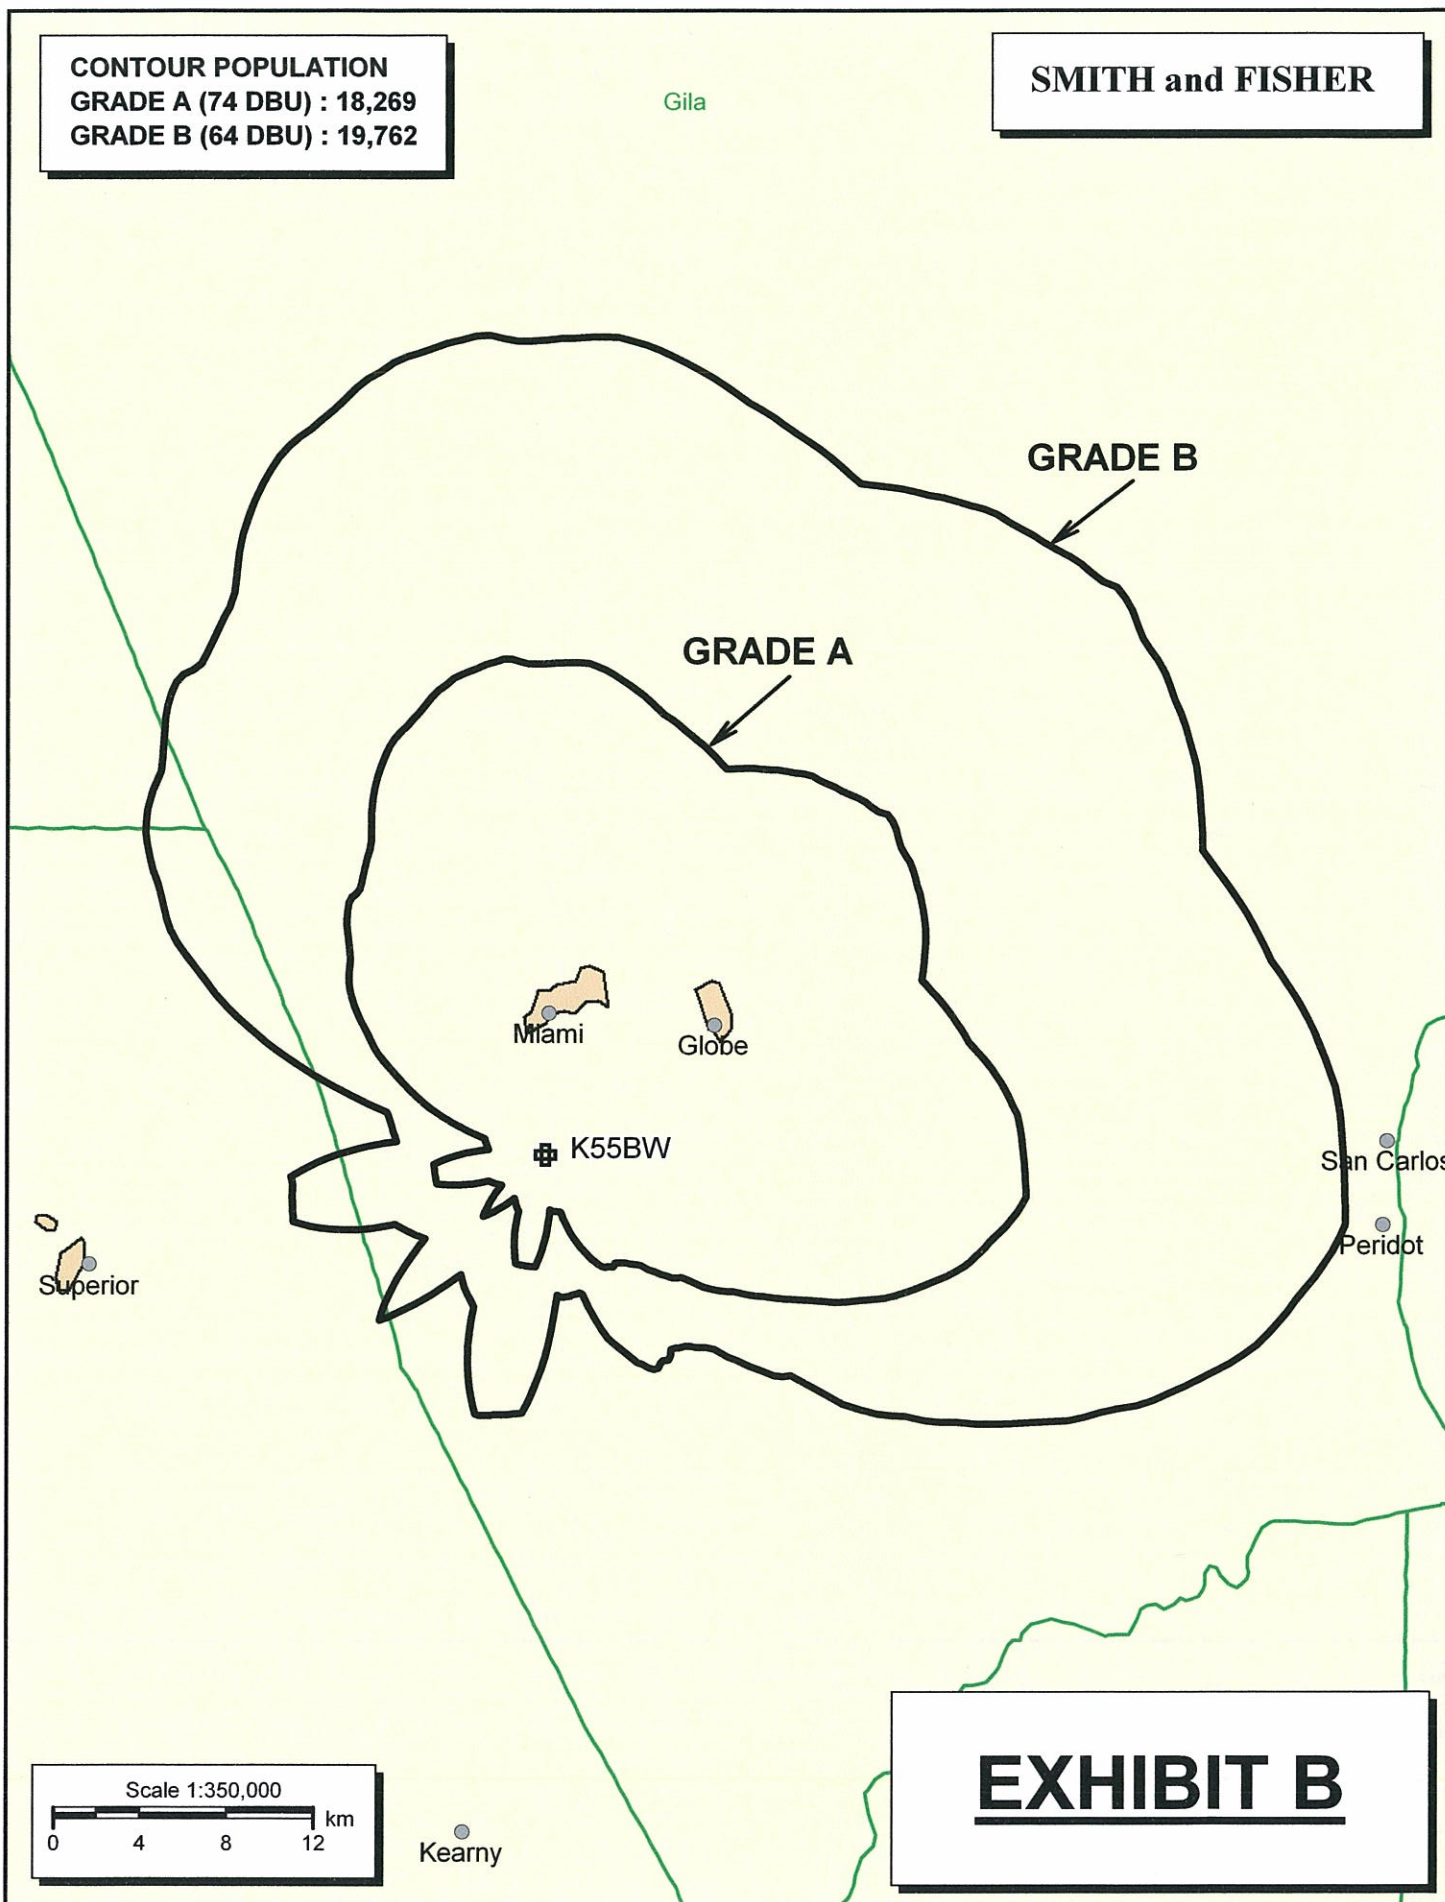 CONTOUR POPULATION
GRADE A (74 DBU) : 18,269
GRADE B (64 DBU) : 19,762
Gila
SMITH and FISHER
GRADE B
GRADE A
Miami
Globe
K55BW
San Carlos
Peridot
Superior
Scale 1:350,000
km
0 4 8 12
Kearny
EXHIBIT B